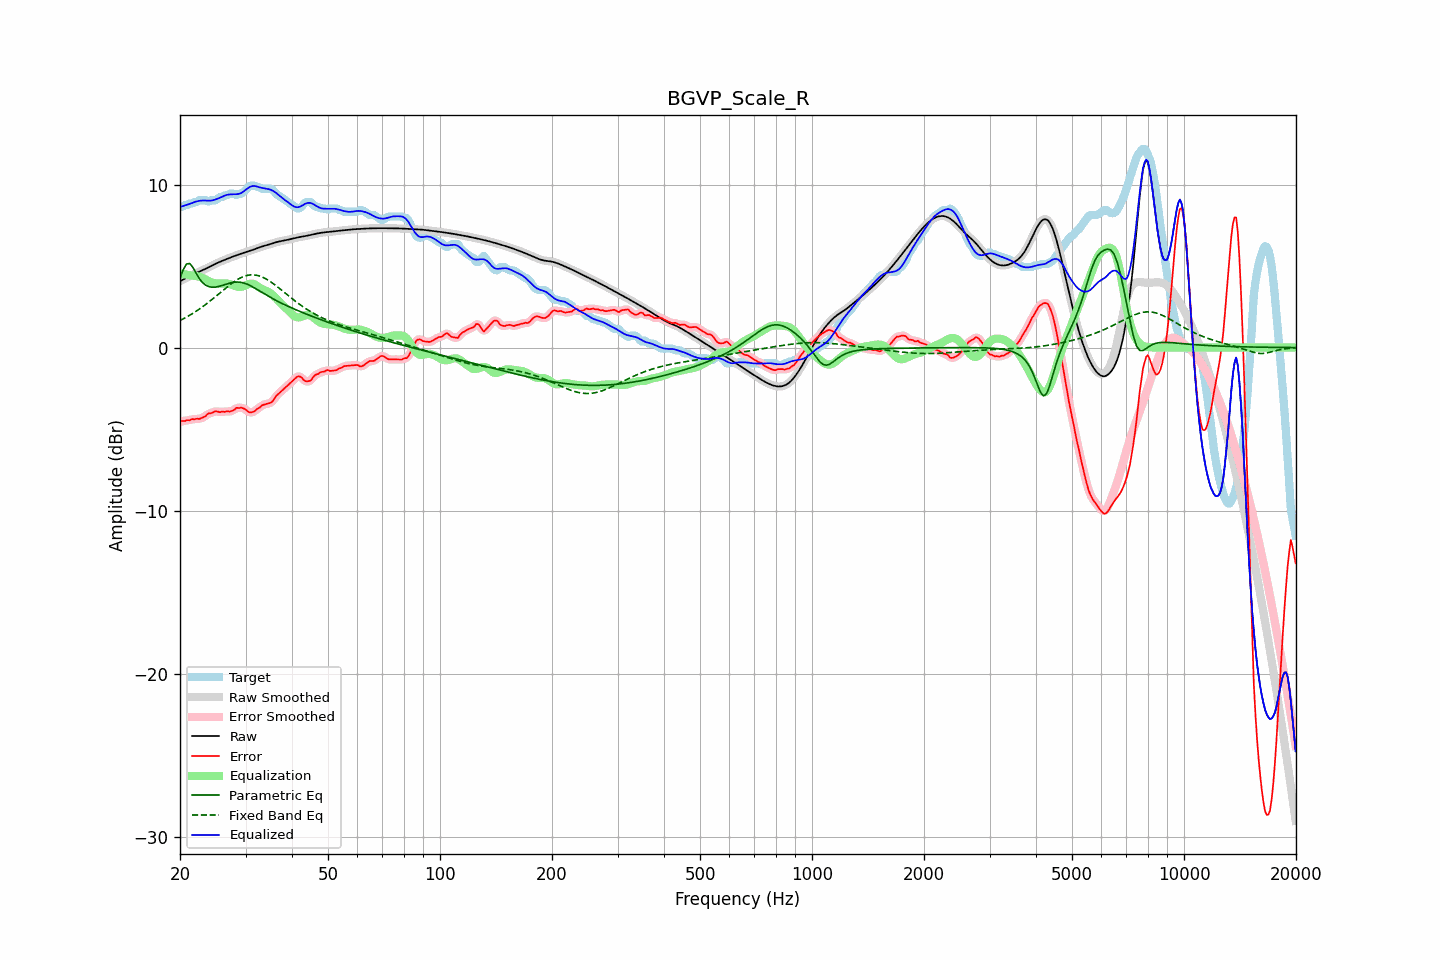 BGVP_Scale_R
Amplitude (dBr)
10
0
−10
−20
−30
Target
Raw Smoothed
Error Smoothed
Raw
Error
Equalization
Parametric Eq
Fixed Band Eq
Equalized
20 50 100 200 500 1000 2000 5000 10000 20000
Frequency (Hz)